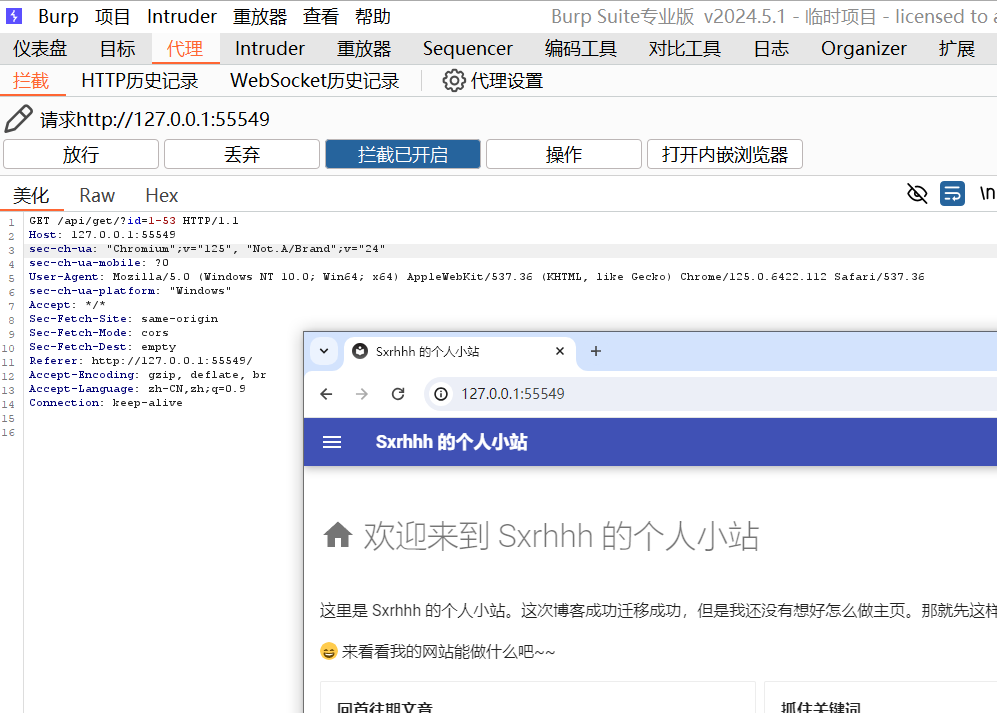 Burp 项目 Intruder 重放器 查看 帮助 Burp Suite专业版 v2024.5.1 - 临时项目 - licensed to
仪表盘 目标 代理 Intruder 重放器 Sequencer 编码工具 对比工具 日志 Organizer 扩展
拦截 HTTP历史记录 WebSocket历史记录 代理设置
请求http://127.0.0.1:55549
放行 丢弃 拦截已开启 操作 打开内嵌浏览器
美化 Raw Hex \n
1 GET /api/get/?id=1-53 HTTP/1.1
2 Host: 127.0.0.1:55549
3 sec-ch-ua: "Chromium";v="125", "Not.A/Brand";v="24"
4 sec-ch-ua-mobile: ?0
5 User-Agent: Mozilla/5.0 (Windows NT 10.0; Win64; x64) AppleWebKit/537.36 (KHTML, like Gecko) Chrome/125.0.6422.112 Safari/537.36
6 sec-ch-ua-platform: "Windows"
7 Accept: */*
8 Sec-Fetch-Site: same-origin
9 Sec-Fetch-Mode: cors
10 Sec-Fetch-Dest: empty
11 Referer: http://127.0.0.1:55549/
12 Accept-Encoding: gzip, deflate, br
13 Accept-Language: zh-CN,zh;q=0.9
14 Connection: keep-alive
15
16
Sxrhhh 的个人小站
127.0.0.1:55549
Sxrhhh 的个人小站
欢迎来到 Sxrhhh 的个人小站
这里是 Sxrhhh 的个人小站。这次博客成功迁移成功，但是我还没有想好怎么做主页。那就先这样
😄 来看看我的网站能做什么吧~~
回首往期文章 抓住关键词